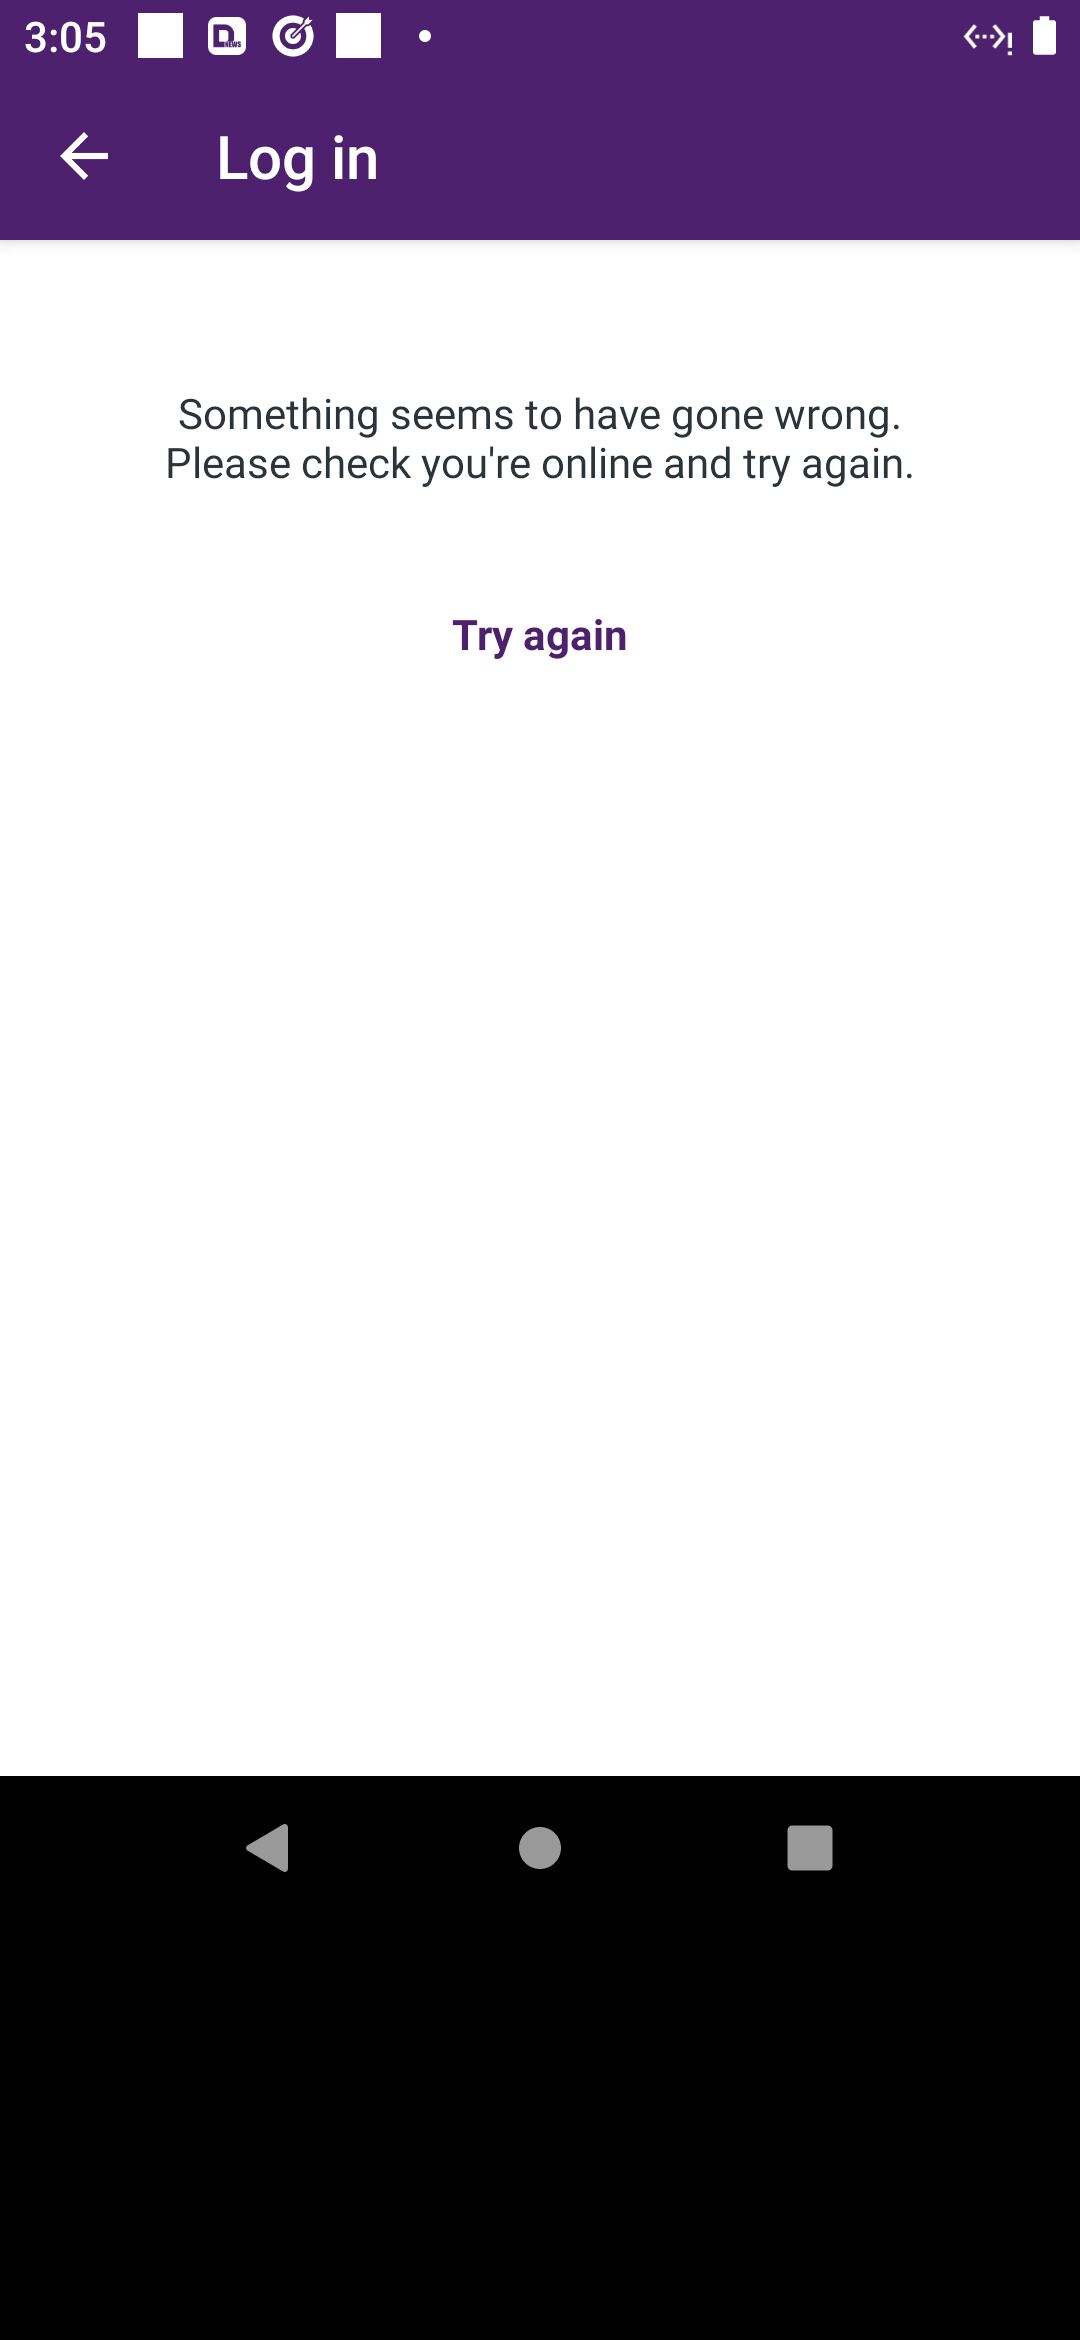 3:05
D NEWS
Log in
Something seems to have gone wrong.
Please check you're online and try again.
Try again